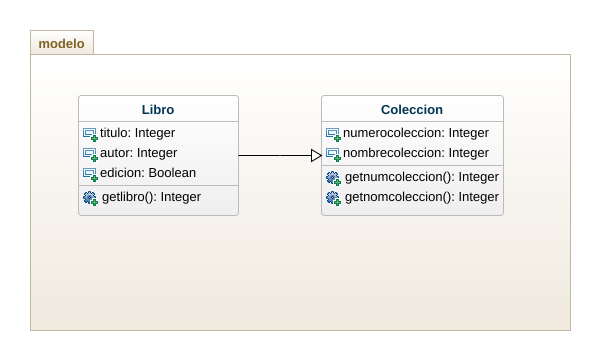 modelo
Libro
titulo: Integer
autor: Integer
edicion: Boolean
getlibro(): Integer
Coleccion
numerocoleccion: Integer
nombrecoleccion: Integer
getnumcoleccion(): Integer
getnomcoleccion(): Integer